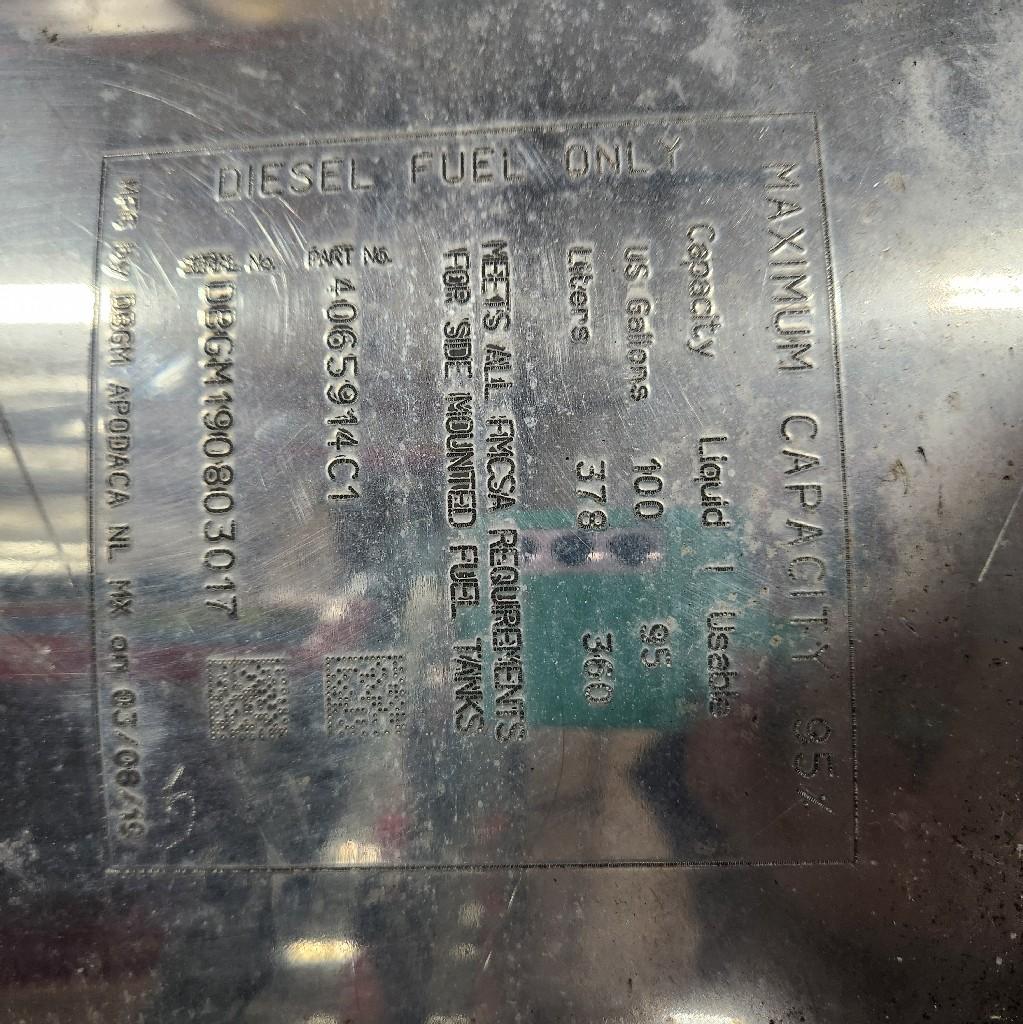 DIESEL FUEL ONLY
MAXIMUM CAPACITY 95%
Capacity Liquid | Usable
US Gallons 100 95
Liters 378 360
MEETS ALL FMCSA REQUIREMENTS
FOR SIDE MOUNTED FUEL TANKS
PART No.
4065914C1
SERIAL No.
DBGM190803017
Mfg by DBGM APODACA NL MX on 03/08/19